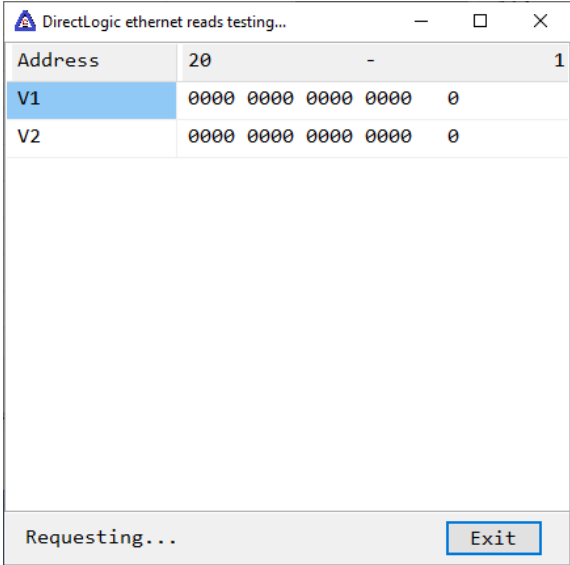 DirectLogic ethernet reads testing...
Address 20 - 1
V1 0000 0000 0000 0000 0
V2 0000 0000 0000 0000 0
Requesting... Exit